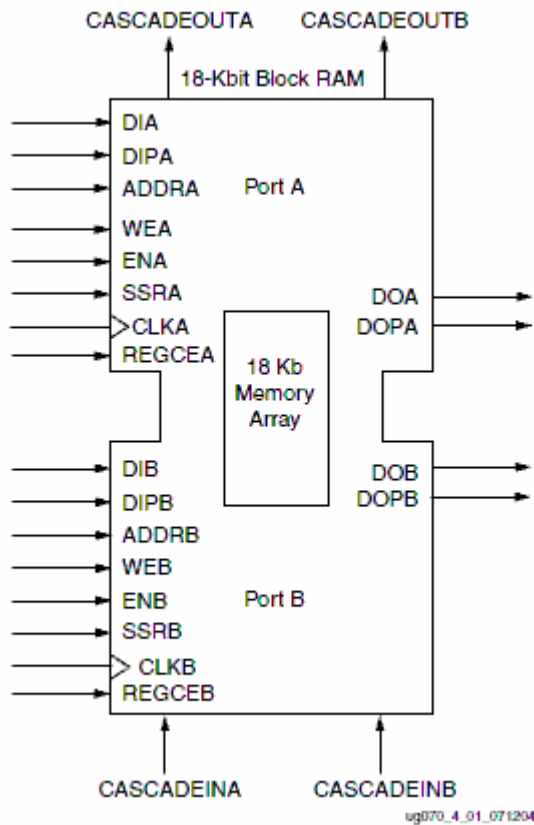 CASCADEOUTA CASCADEOUTB
18-Kbit Block RAM
DIA
DIPA
ADDRA
Port A
WEA
ENA
SSRA
CLKA
REGCEA
DOA
DOPA
18 Kb
Memory
Array
DIB
DIPB
ADDRB
WEB
ENB
SSRB
CLKB
REGCEB
Port B
DOB
DOPB
CASCADEINA CASCADEINB
ug070_4_01_071204